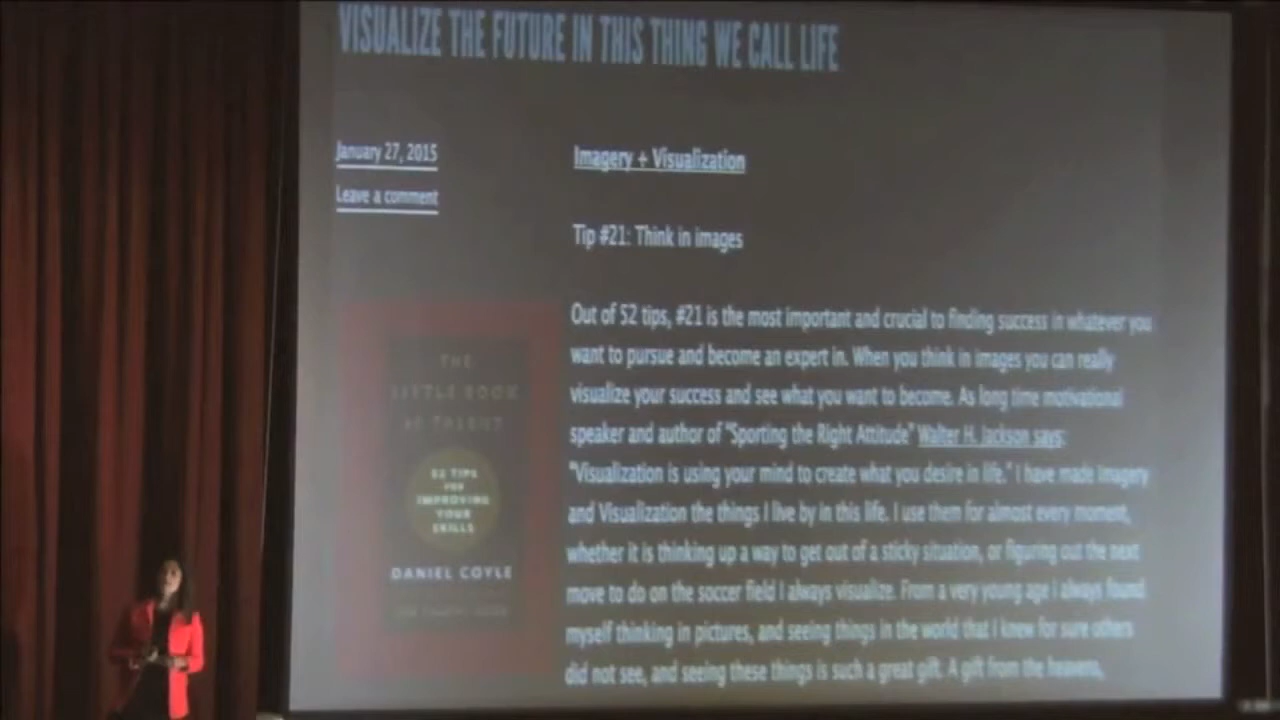 VISUALIZE THE FUTURE IN THIS THING WE CALL LIFE
January 27, 2015
Leave a comment
Imagery + Visualization
Tip #21: Think in images
Out of 52 tips, #21 is the most important and crucial to finding success in whatever you
want to pursue and become an expert in. When you think in images you can really
visualize your success and see what you want to become. As long time motivational
speaker and author of "Sporting the Right Attitude" Walter H. Jackson says:
"Visualization is using your mind to create what you desire in life." I have made Imagery
and Visualization the things I live by in this life. I use them for almost every moment,
whether it is thinking up a way to get out of a sticky situation, or figuring out the next
move to do on the soccer field I always visualize. From a very young age I always found
myself thinking in pictures, and seeing things in the world that I knew for sure others
did not see, and seeing these things is such a great gift. A gift from the heavens,
THE
LITTLE BOOK
OF TALENT
52 TIPS
FOR
IMPROVING
YOUR
SKILLS
DANIEL COYLE